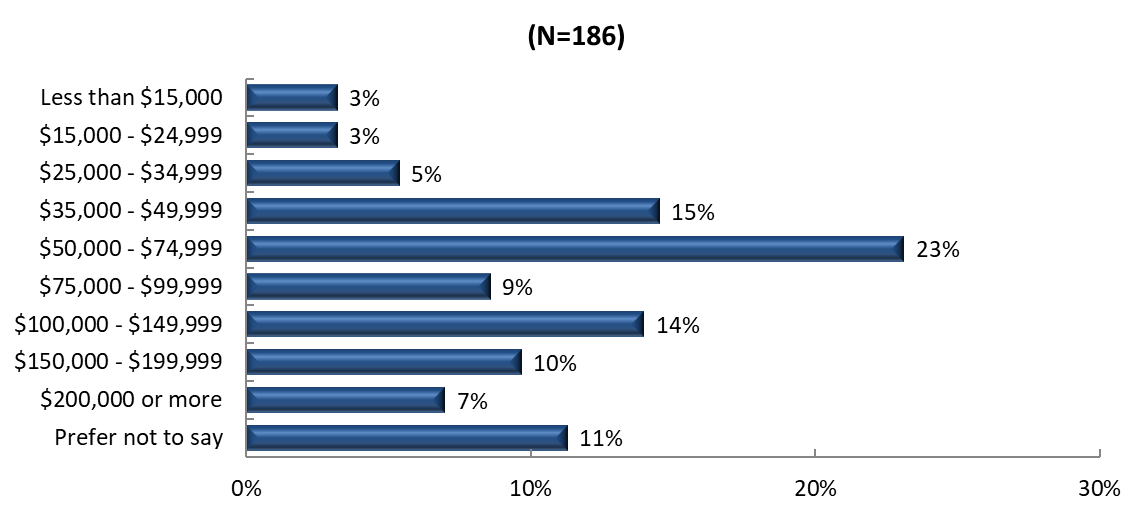 (N=186)
Less than $15,000 3%
$15,000 - $24,999 3%
$25,000 - $34,999 5%
$35,000 - $49,999 15%
$50,000 - $74,999 23%
$75,000 - $99,999 9%
$100,000 - $149,999 14%
$150,000 - $199,999 10%
$200,000 or more 7%
Prefer not to say 11%
0% 10% 20% 30%